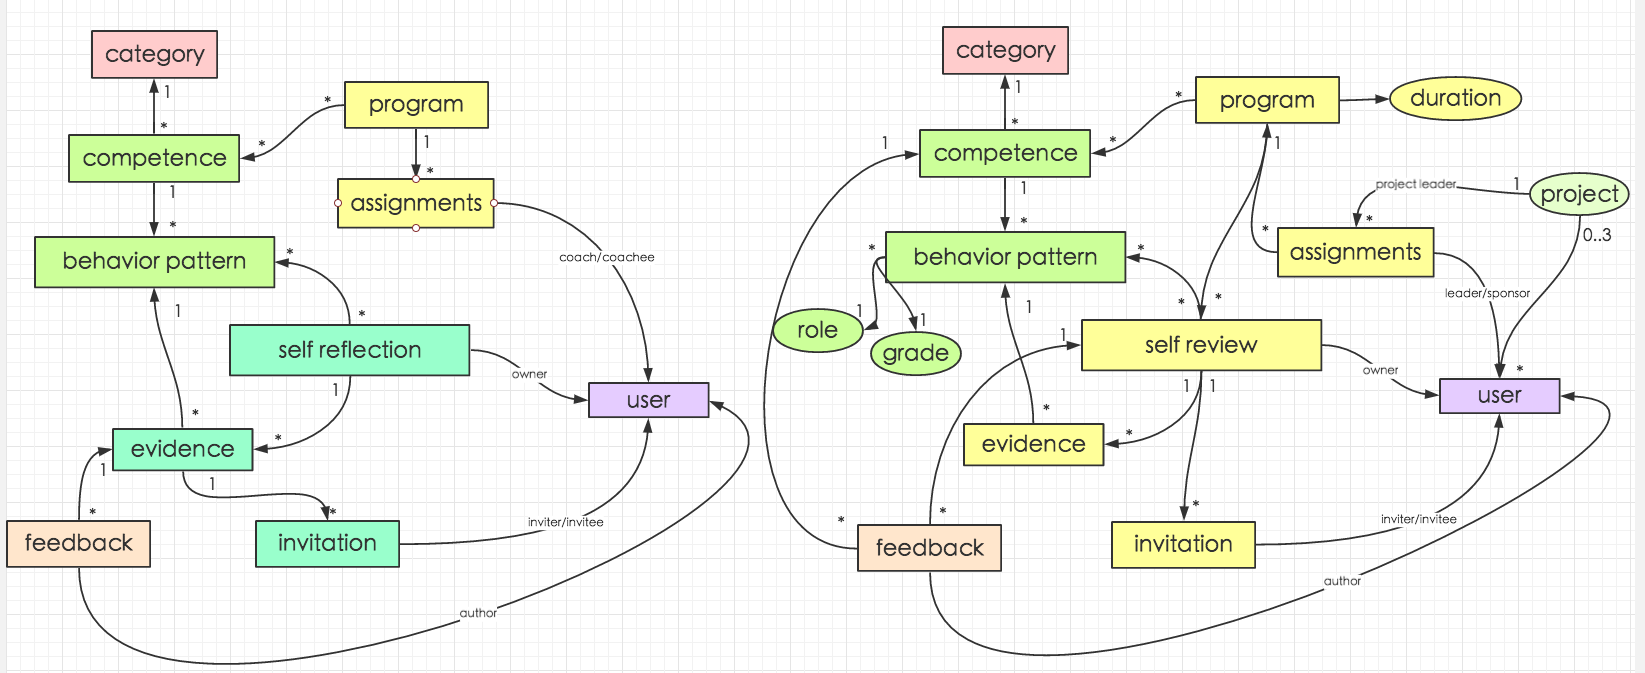 category
1
*
program
*
*
competence
1
*
1
*
assignments
coach/coachee
behavior pattern
*
1
*
self reflection
1
owner
user
*
*
evidence
1
1
*
*
feedback
invitation
inviter/invitee
author
category
1
*
program
duration
*
*
1
1
competence
1
*
project leader
1
project
*
*
0..3
assignments
behavior pattern
*
*
leader/sponsor
1
1
1
*
*
role
grade
1
self review
owner
1
1
*
user
*
*
evidence
*
*
*
feedback
invitation
inviter/invitee
author